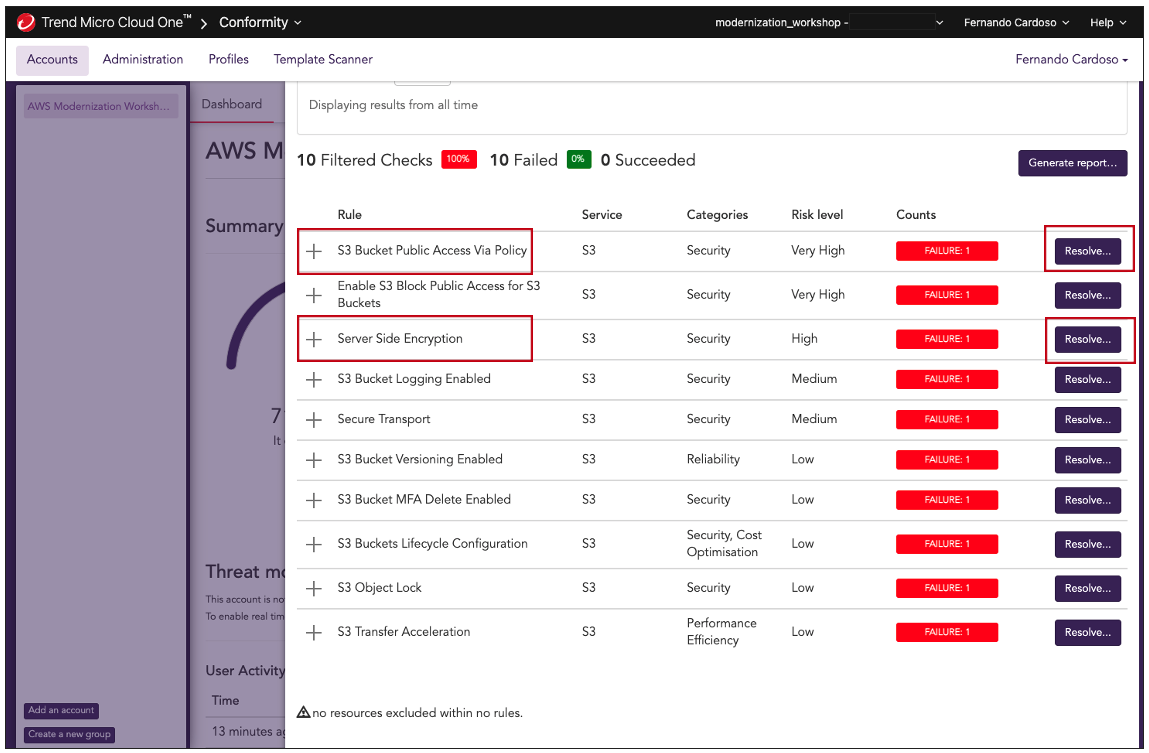 Trend Micro Cloud One™ > Conformity
modernization_workshop -
Fernando Cardoso
Help
Accounts
Administration
Profiles
Template Scanner
Fernando Cardoso
AWS Modernization Worksh...
Add an account
Create a new group
Dashboard
AWS M
Summary
7
It
Threat mo
This account is no
To enable real tim
User Activity
Time
13 minutes ag
Displaying results from all time
10 Filtered Checks 100% 10 Failed 0% 0 Succeeded
Generate report...
Rule Service Categories Risk level Counts
S3 Bucket Public Access Via Policy S3 Security Very High FAILURE: 1 Resolve...
Enable S3 Block Public Access for S3
Buckets S3 Security Very High FAILURE: 1 Resolve...
Server Side Encryption S3 Security High FAILURE: 1 Resolve...
S3 Bucket Logging Enabled S3 Security Medium FAILURE: 1 Resolve...
Secure Transport S3 Security Medium FAILURE: 1 Resolve...
S3 Bucket Versioning Enabled S3 Reliability Low FAILURE: 1 Resolve...
S3 Bucket MFA Delete Enabled S3 Security Low FAILURE: 1 Resolve...
S3 Buckets Lifecycle Configuration S3 Security, Cost
Optimisation Low FAILURE: 1 Resolve...
S3 Object Lock S3 Security Low FAILURE: 1 Resolve...
S3 Transfer Acceleration S3 Performance
Efficiency Low FAILURE: 1 Resolve...
no resources excluded within no rules.